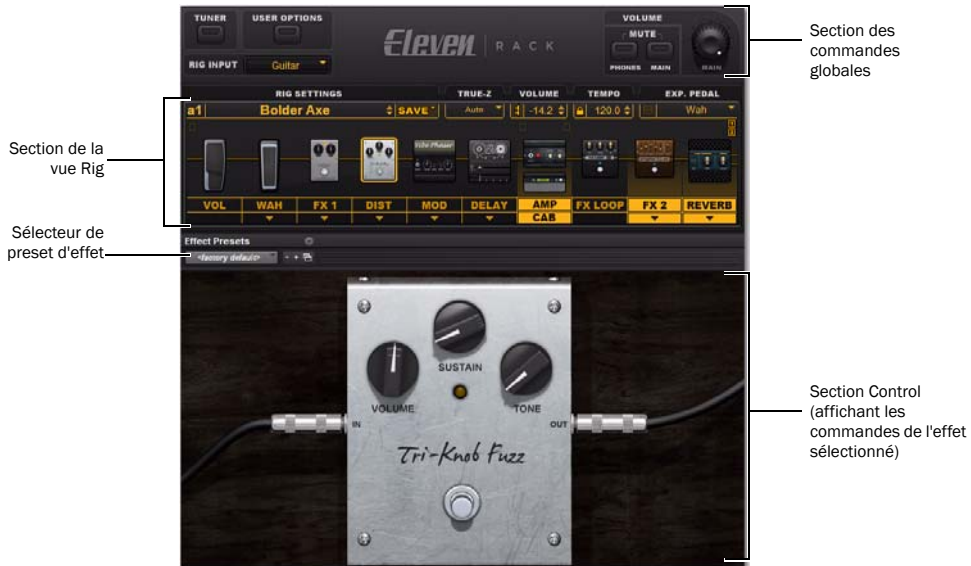 TUNER
USER OPTIONS
Eleven | RACK
VOLUME
MUTE
PHONES MAIN
MAIN
RIG INPUT
Guitar
Section des
commandes
globales
RIG SETTINGS
TRUE-Z
VOLUME
TEMPO
EXP. PEDAL
a1
Bolder Axe
SAVE
Auto
-14.2
120.0
Wah
Section de la
vue Rig
VOL
WAH
FX 1
DIST
MOD
DELAY
AMP
FX LOOP
FX 2
REVERB
CAB
Sélecteur de
preset d'effet
Effect Presets
<factory default>
SUSTAIN
VOLUME
TONE
IN
OUT
Tri-Knob Fuzz
Section Control
(affichant les
commandes de l'effet
sélectionné)